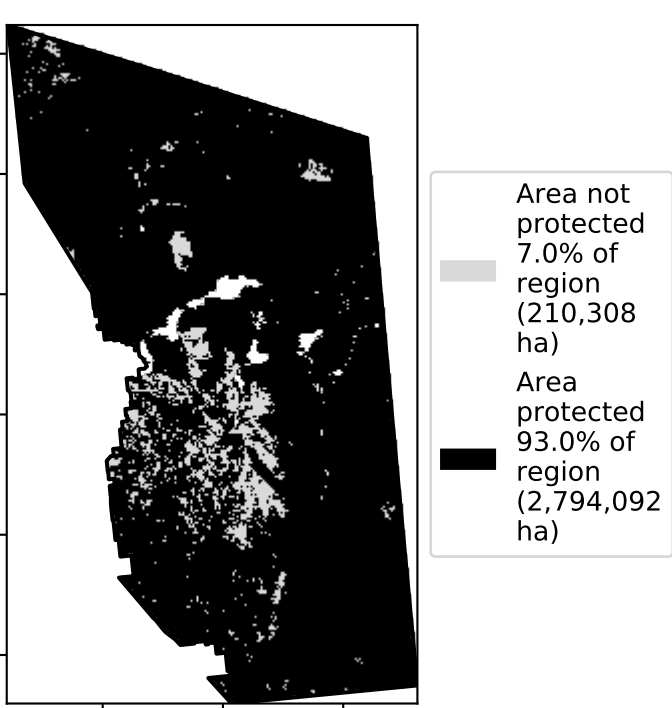 Area not
protected
7.0% of
region
(210,308
ha)
Area
protected
93.0% of
region
(2,794,092
ha)